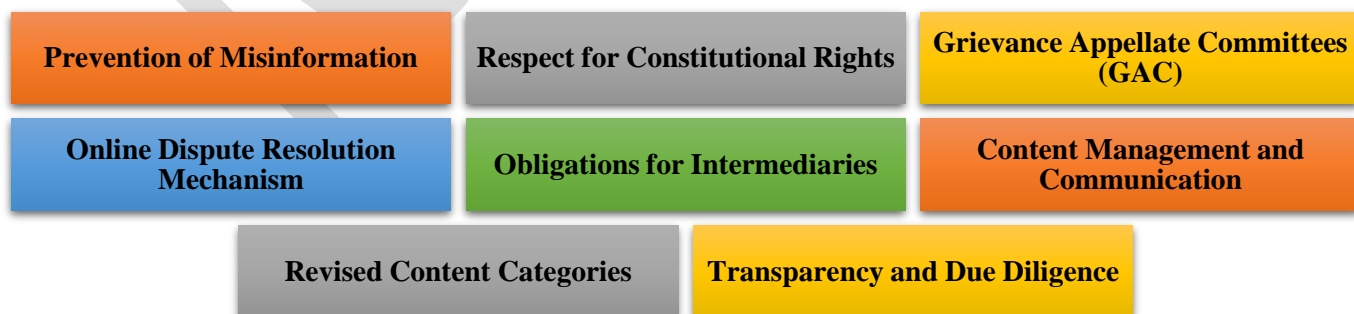 Prevention of Misinformation
Respect for Constitutional Rights
Grievance Appellate Committees
(GAC)
Online Dispute Resolution
Mechanism
Obligations for Intermediaries
Content Management and
Communication
Revised Content Categories
Transparency and Due Diligence